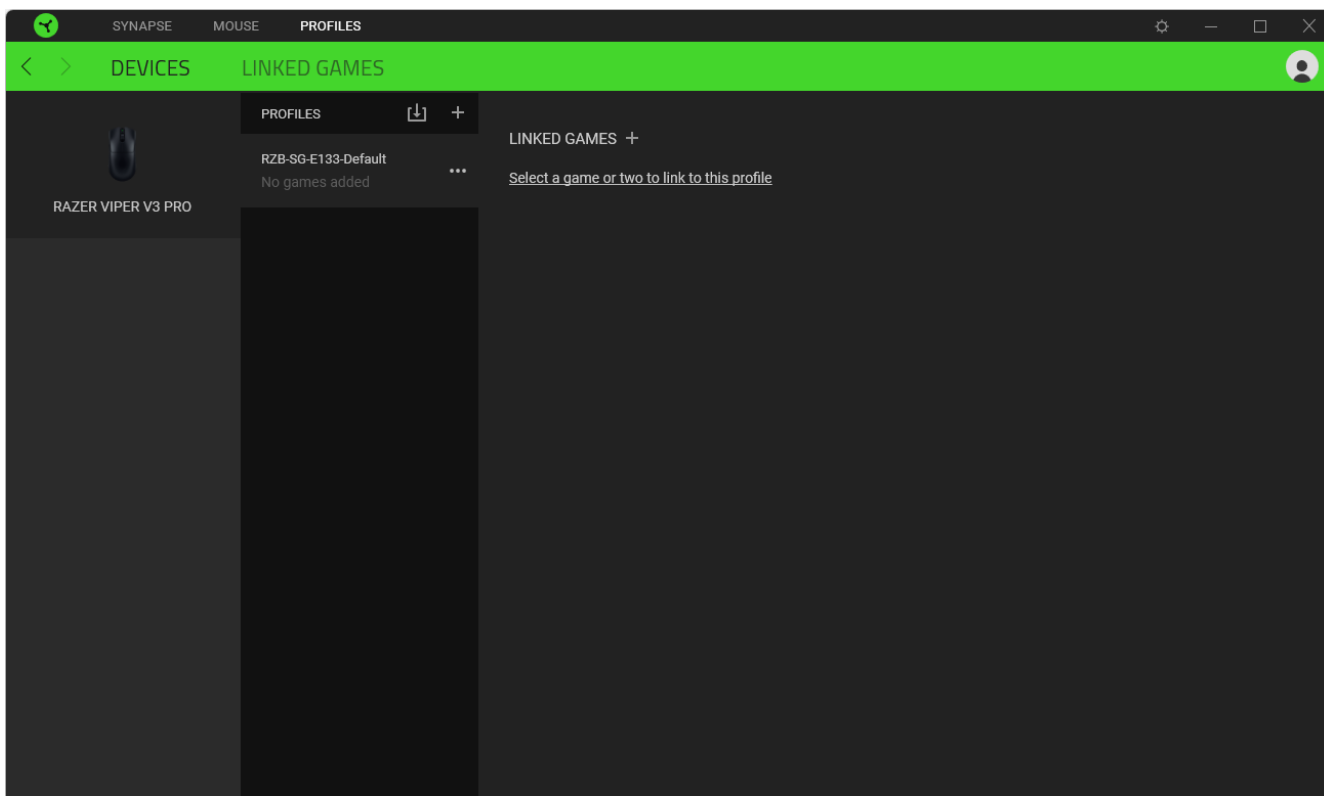 SYNAPSE MOUSE PROFILES
DEVICES LINKED GAMES
RAZER VIPER V3 PRO
PROFILES
RZB-SG-E133-Default
No games added
LINKED GAMES
Select a game or two to link to this profile